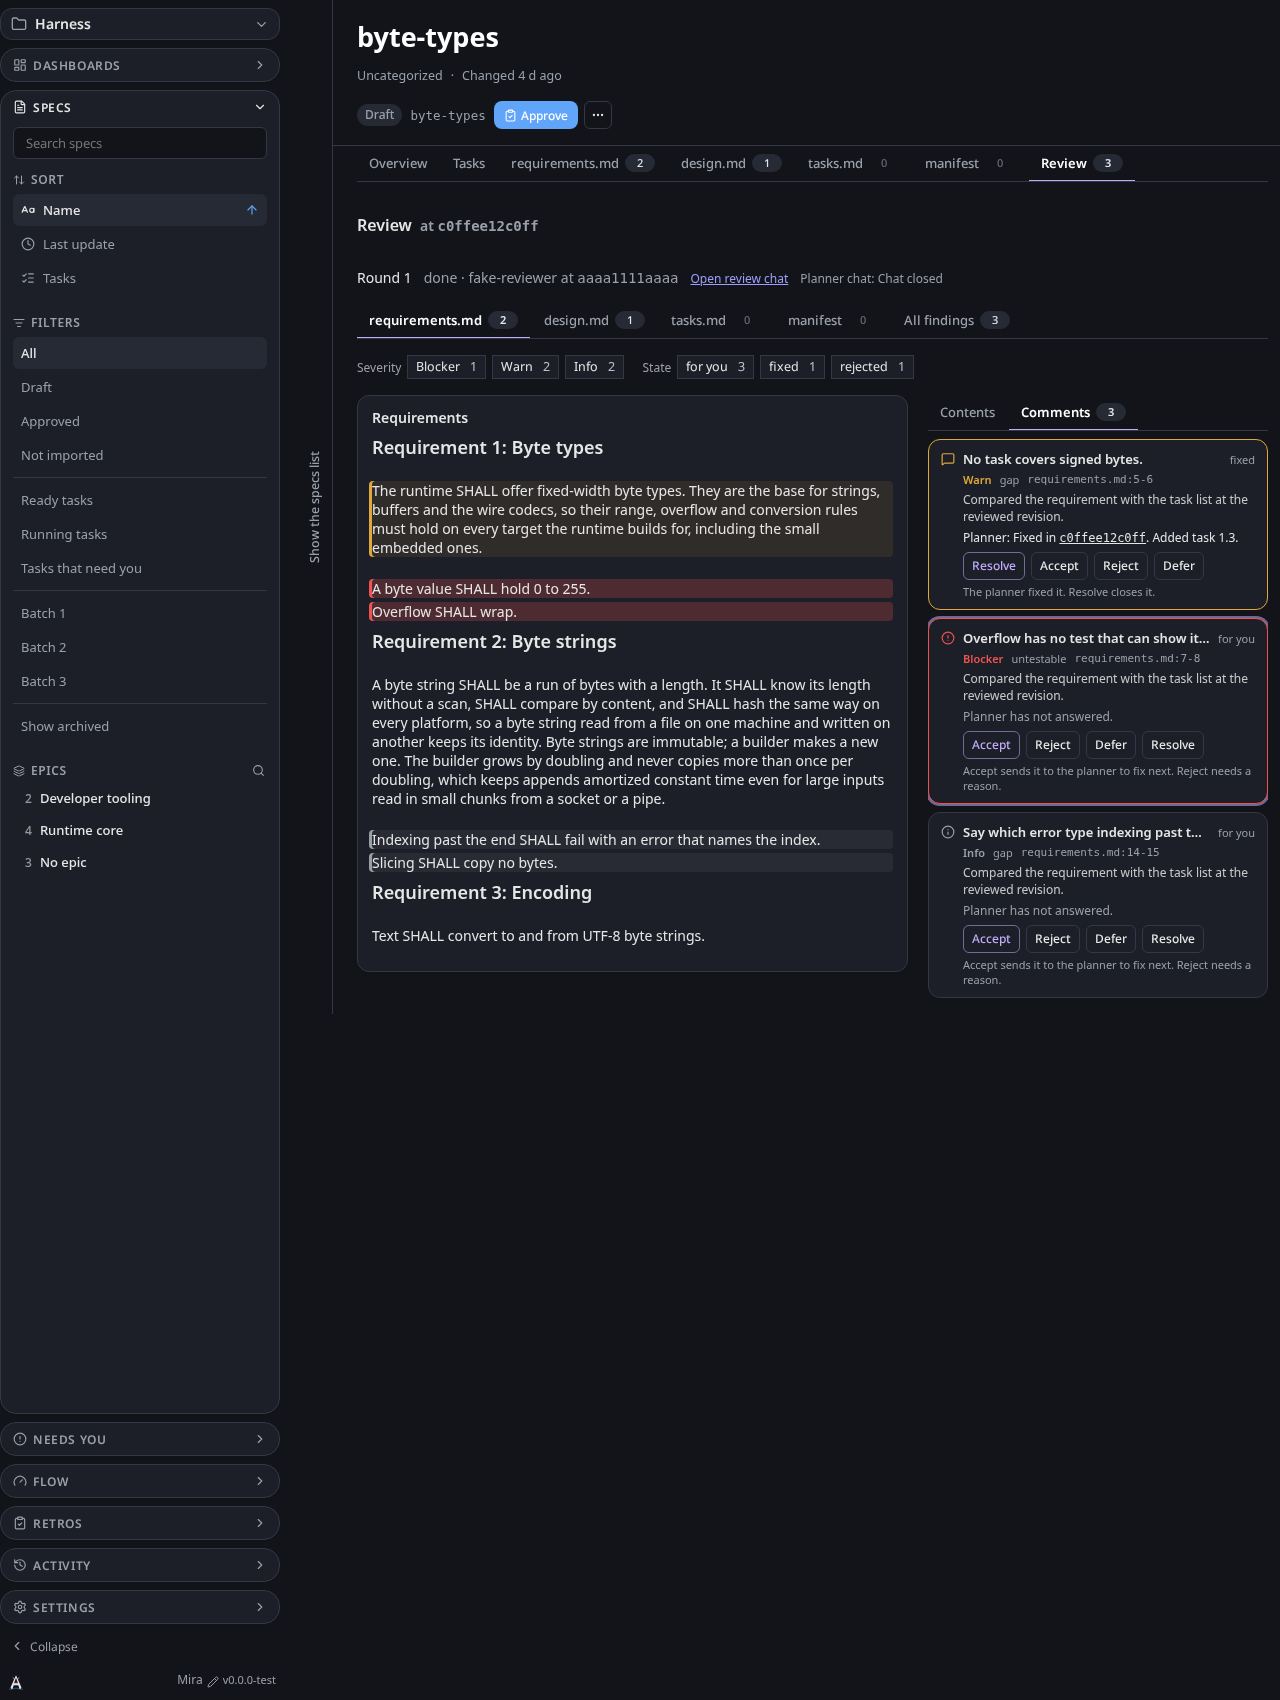 Harness
DASHBOARDS
SPECS
Search specs
SORT
Aa Name
Last update
Tasks
FILTERS
All
Draft
Approved
Not imported
Ready tasks
Running tasks
Tasks that need you
Batch 1
Batch 2
Batch 3
Show archived
EPICS
2 Developer tooling
4 Runtime core
3 No epic
NEEDS YOU
FLOW
RETROS
ACTIVITY
SETTINGS
Collapse
A Mira v0.0.0-test
Show the specs list
byte-types
Uncategorized · Changed 4 d ago
Draft byte-types Approve ···
Overview Tasks requirements.md 2 design.md 1 tasks.md 0 manifest 0 Review 3
Review at c0ffee12c0ff
Round 1 done · fake-reviewer at aaaa1111aaaa Open review chat Planner chat: Chat closed
requirements.md 2 design.md 1 tasks.md 0 manifest 0 All findings 3
Severity Blocker 1 Warn 2 Info 2 State for you 3 fixed 1 rejected 1
Requirements
Requirement 1: Byte types
The runtime SHALL offer fixed-width byte types. They are the base for strings,
buffers and the wire codecs, so their range, overflow and conversion rules
must hold on every target the runtime builds for, including the small
embedded ones.
A byte value SHALL hold 0 to 255.
Overflow SHALL wrap.
Requirement 2: Byte strings
A byte string SHALL be a run of bytes with a length. It SHALL know its length
without a scan, SHALL compare by content, and SHALL hash the same way on
every platform, so a byte string read from a file on one machine and written on
another keeps its identity. Byte strings are immutable; a builder makes a new
one. The builder grows by doubling and never copies more than once per
doubling, which keeps appends amortized constant time even for large inputs
read in small chunks from a socket or a pipe.
Indexing past the end SHALL fail with an error that names the index.
Slicing SHALL copy no bytes.
Requirement 3: Encoding
Text SHALL convert to and from UTF-8 byte strings.
Contents Comments 3
No task covers signed bytes. fixed
Warn gap requirements.md:5-6
Compared the requirement with the task list at the
reviewed revision.
Planner: Fixed in c0ffee12c0ff. Added task 1.3.
Resolve Accept Reject Defer
The planner fixed it. Resolve closes it.
Overflow has no test that can show it... for you
Blocker untestable requirements.md:7-8
Compared the requirement with the task list at the
reviewed revision.
Planner has not answered.
Accept Reject Defer Resolve
Accept sends it to the planner to fix next. Reject needs a
reason.
Say which error type indexing past t... for you
Info gap requirements.md:14-15
Compared the requirement with the task list at the
reviewed revision.
Planner has not answered.
Accept Reject Defer Resolve
Accept sends it to the planner to fix next. Reject needs a
reason.